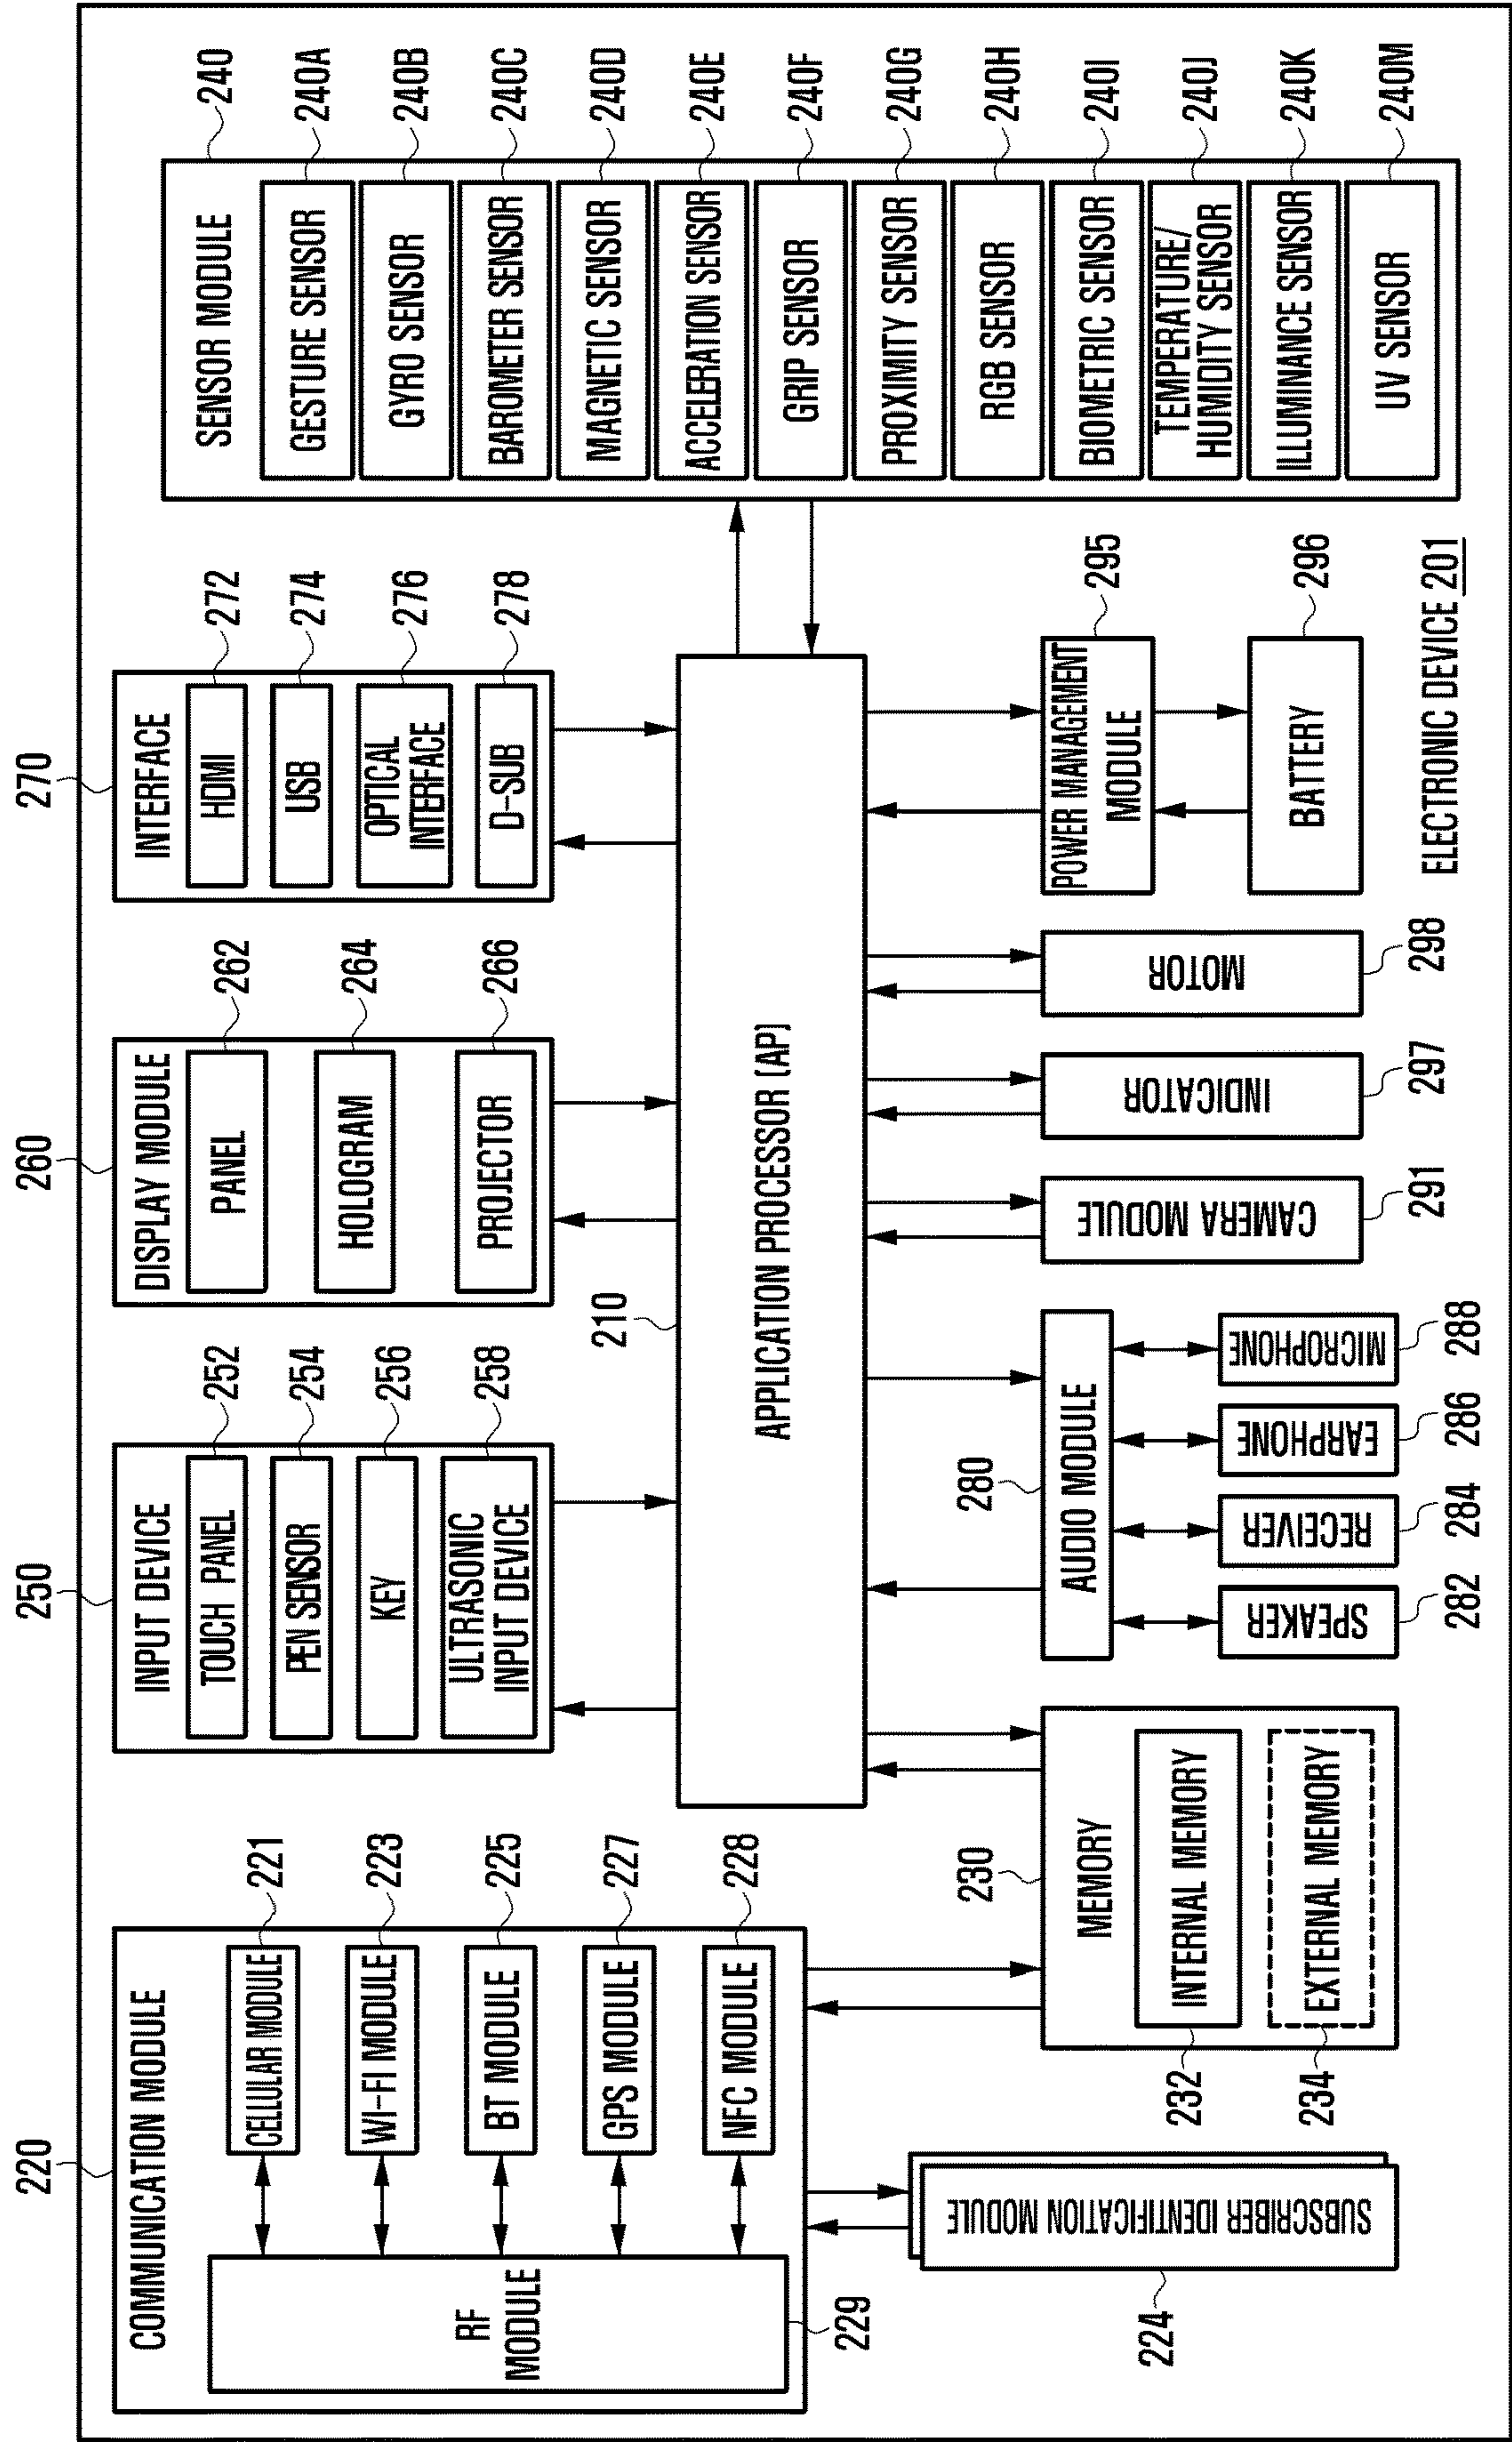 220
COMMUNICATION MODULE
RF
MODULE
229
CELLULAR MODULE
221
WI-FI MODULE
223
BT MODULE
225
GPS MODULE
227
NFC MODULE
228
250
INPUT DEVICE
TOUCH PANEL
252
PEN SENSOR
254
KEY
256
ULTRASONIC
INPUT DEVICE
258
260
DISPLAY MODULE
PANEL
262
HOLOGRAM
264
PROJECTOR
266
270
INTERFACE
HDMI
272
USB
274
OPTICAL
INTERFACE
276
D-SUB
278
240
SENSOR MODULE
GESTURE SENSOR
240A
GYRO SENSOR
240B
BAROMETER SENSOR
240C
MAGNETIC SENSOR
240D
ACCELERATION SENSOR
240E
GRIP SENSOR
240F
PROXIMITY SENSOR
240G
RGB SENSOR
240H
BIOMETRIC SENSOR
240I
TEMPERATURE/
HUMIDITY SENSOR
240J
ILLUMINANCE SENSOR
240K
UV SENSOR
240M
210
APPLICATION PROCESSOR (AP)
224
SUBSCRIBER IDENTIFICATION MODULE
230
MEMORY
INTERNAL MEMORY
232
EXTERNAL MEMORY
234
280
AUDIO MODULE
SPEAKER
282
RECEIVER
284
EARPHONE
286
MICROPHONE
288
CAMERA MODULE
291
INDICATOR
297
MOTOR
298
POWER MANAGEMENT
MODULE
295
BATTERY
296
ELECTRONIC DEVICE 201